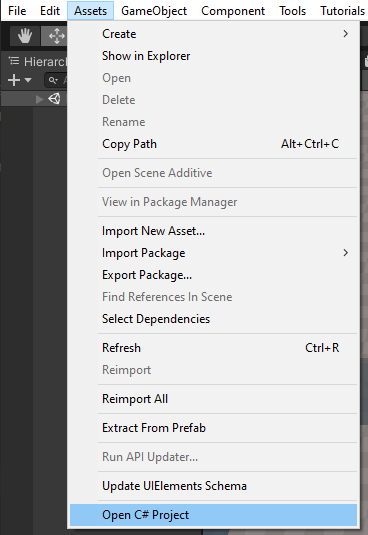 File Edit Assets GameObject Component Tools Tutorials
Hierarch
A
Create
Show in Explorer
Open
Delete
Rename
Copy Path Alt+Ctrl+C
Open Scene Additive
View in Package Manager
Import New Asset...
Import Package
Export Package...
Find References In Scene
Select Dependencies
Refresh Ctrl+R
Reimport
Reimport All
Extract From Prefab
Run API Updater...
Update UIElements Schema
Open C# Project